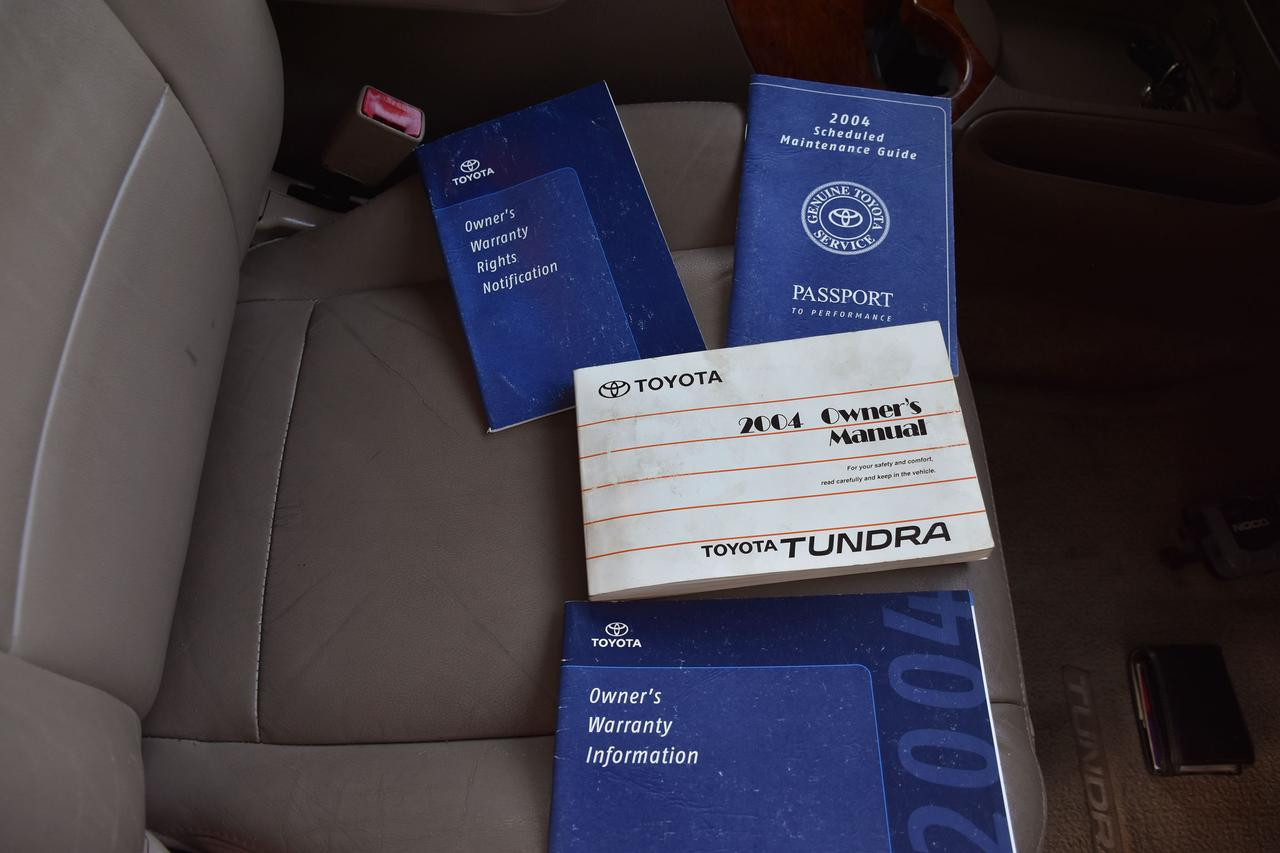 TOYOTA
Owner's
Warranty
Rights
Notification
2004
Scheduled
Maintenance Guide
GENUINE TOYOTA
SERVICE
PASSPORT
TO PERFORMANCE
TOYOTA
2004 Owner's
Manual
For your safety and comfort,
read carefully and keep in the vehicle.
TOYOTA TUNDRA
TOYOTA
Owner's
Warranty
Information
2004
NOCO
TUNDRA